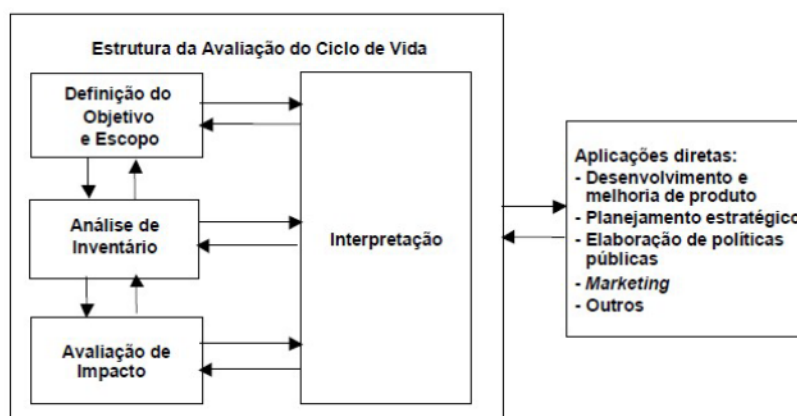 Estrutura da Avaliação do Ciclo de Vida
Definição do
Objetivo
e Escopo
Análise de
Inventário
Avaliação de
Impacto
Interpretação
Aplicações diretas:
- Desenvolvimento e
melhoria de produto
- Planejamento estratégico
- Elaboração de políticas
públicas
- Marketing
- Outros